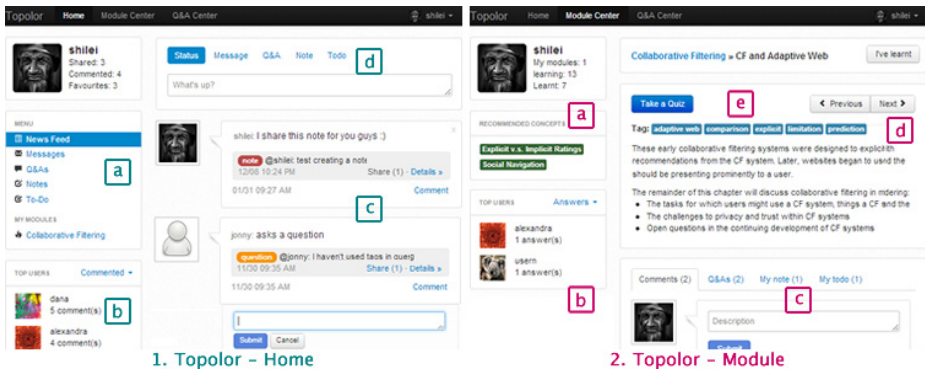 Topolor Home Module Center Q&A Center shilei
shilei
Shared: 3
Commented: 4
Favourites: 3
MENU
News Feed
Messages
Q&As
Notes
To-Do
a
MY MODULES
Collaborative Filtering
TOP USERS Commented
dana
5 comment(s)
b
alexandra
4 comment(s)
Status Message Q&A Note Todo
d
What's up?
shilei: I share this note for you guys :)
x
note @shilei: test creating a note
12/08 10:24 PM Share (1) · Details »
01/31 09:27 AM Comment
c
jonny: asks a question
question @jonny: I haven't used
11/30 09:35 AM Share (1) · Details »
11/30 09:35 AM Comment
Submit Cancel
1. Topolor - Home
Topolor Home Module Center Q&A Center shilei
shilei
My modules: 1
learning: 13
Learnt: 7
a
RECOMMENDED CONCEPTS
Explicit v.s. Implicit Ratings
Social Navigation
TOP USERS Answers
alexandra
1 answer(s)
usern
1 answer(s)
b
Collaborative Filtering » CF and Adaptive Web I've learnt
Take a Quiz e Previous Next
d
Tag: adaptive web comparison explicit limitation prediction
These early collaborative filtering systems were designed to
recommendations from the CF system. Later, websites began to the
should be presenting prominently to a user.
The remainder of this chapter will discuss collaborative filtering in
• The tasks for which users might use a CF system, things a CF and the
• The challenges to privacy and trust within CF systems
• Open questions in the continuing development of CF systems
Comments (2) Q&As (2) My note (1) My todo (1)
c
Description
Submit
2. Topolor - Module